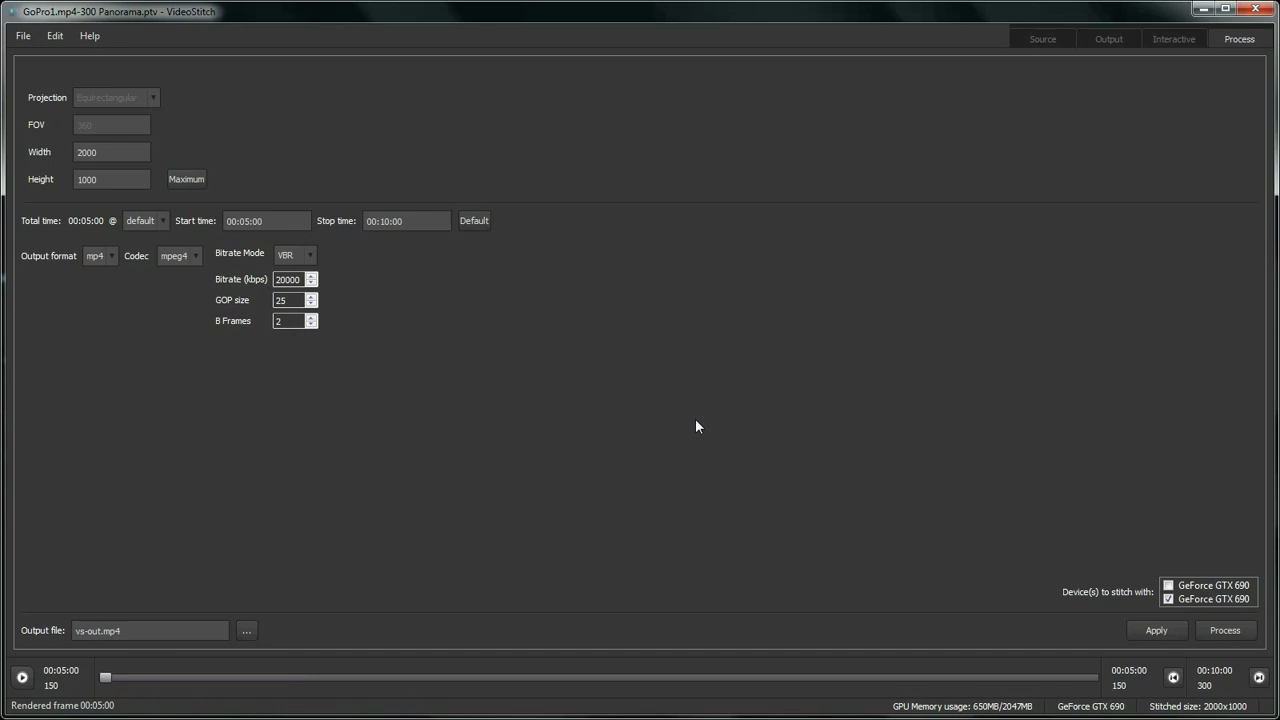 GoPro1.mp4-300 Panorama.ptv - VideoStitch
File Edit Help
Source Output Interactive Process
Projection Equirectangular
FOV 360
Width 2000
Height 1000 Maximum
Total time: 00:05:00 @ default Start time: 00:05:00 Stop time: 00:10:00 Default
Output format mp4 Codec mpeg4 Bitrate Mode VBR
Bitrate (kbps) 20000
GOP size 25
B Frames 2
Device(s) to stitch with: GeForce GTX 690
GeForce GTX 690
Output file: vs-out.mp4 ... Apply Process
00:05:00 00:05:00 00:10:00
150 150 300
Rendered frame 00:05:00 GPU Memory usage: 650MB/2047MB GeForce GTX 690 Stitched size: 2000x1000